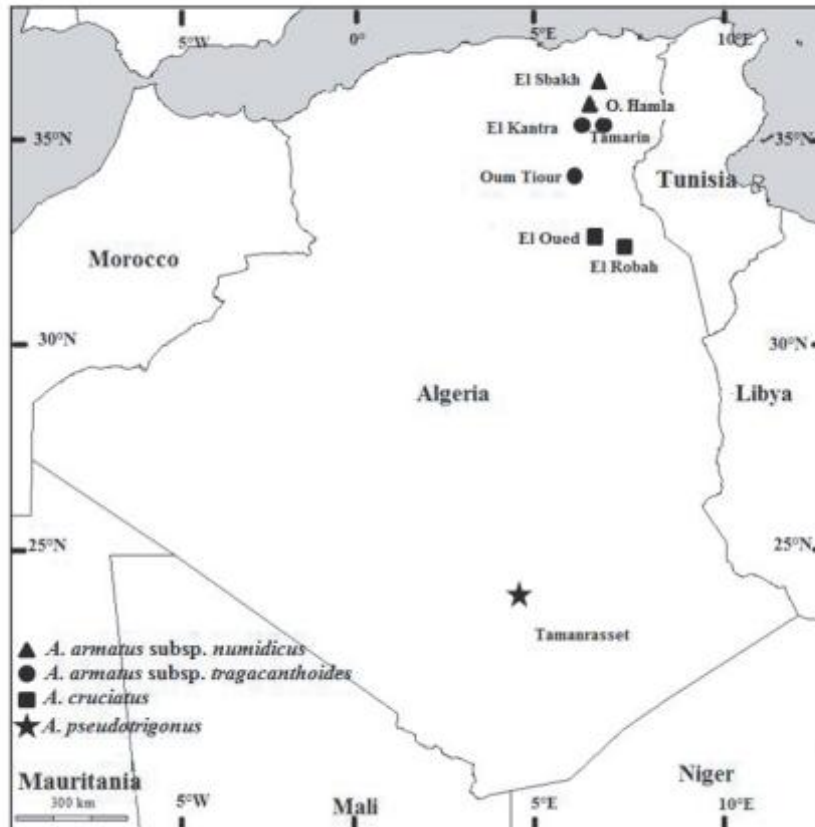 5°W
0°
5°E
10°E
El Sbakh
O. Hamla
El Kantra
Tamarin
35°N
35°N
Oum Tiour
Tunisia
El Oued
El Robah
Morocco
30°N
30°N
Algeria
Libya
25°N
25°N
Tamanrasset
A. armatus subsp. numidicus
A. armatus subsp. tragacanthoides
A. cruciatus
A. pseudotrigonus
Mauritania
300 km
5°W
Mali
5°E
Niger
10°E